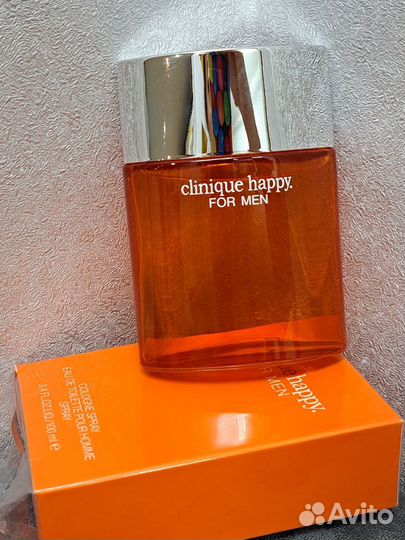 clinique happy.
FOR MEN
happy.
MEN
COLOGNE SPRAY
EAU DE TOILETTE POUR HOMME
SPRAY
3.4 FL.OZ.LIQ/100 ml e
Avito